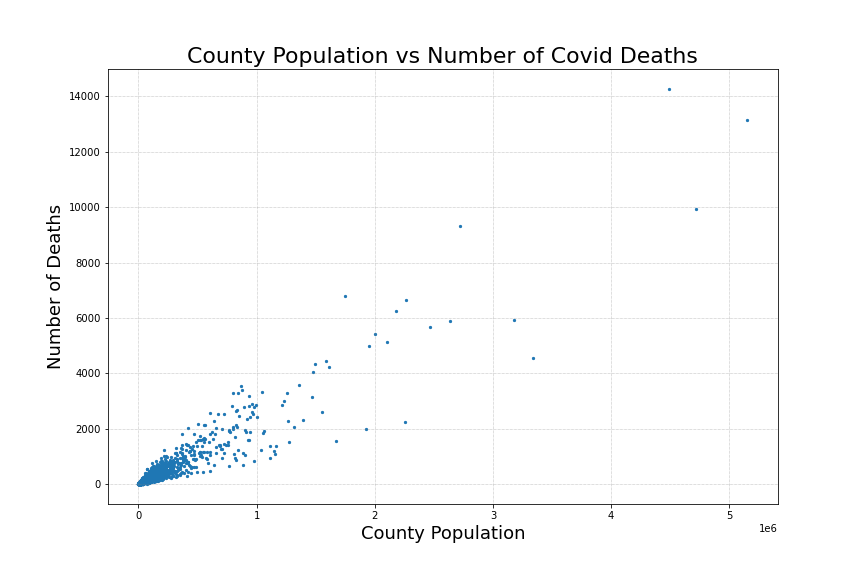 County Population vs Number of Covid Deaths
Number of Deaths
14000
12000
10000
8000
6000
4000
2000
0
0 1 2 3 4 5
1e6
County Population